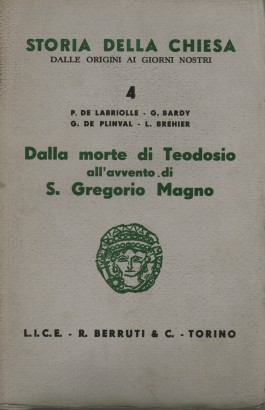 STORIA DELLA CHIESA
DALLE ORIGINI AI GIORNI NOSTRI
4
P. DE LABRIOLLE - G. BARDY
G. DE PLINVAL - L. BREHIER
Dalla morte di Teodosio
all'avvento di
S. Gregorio Magno
L.I.C.E. - R. BERRUTI & C. - TORINO